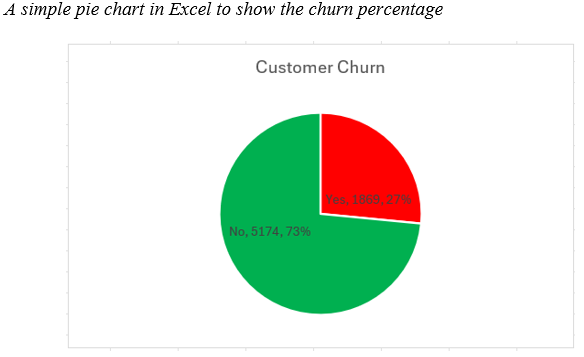 A simple pie chart in Excel to show the churn percentage
Customer Churn
Yes, 1869, 27%
No, 5174, 73%